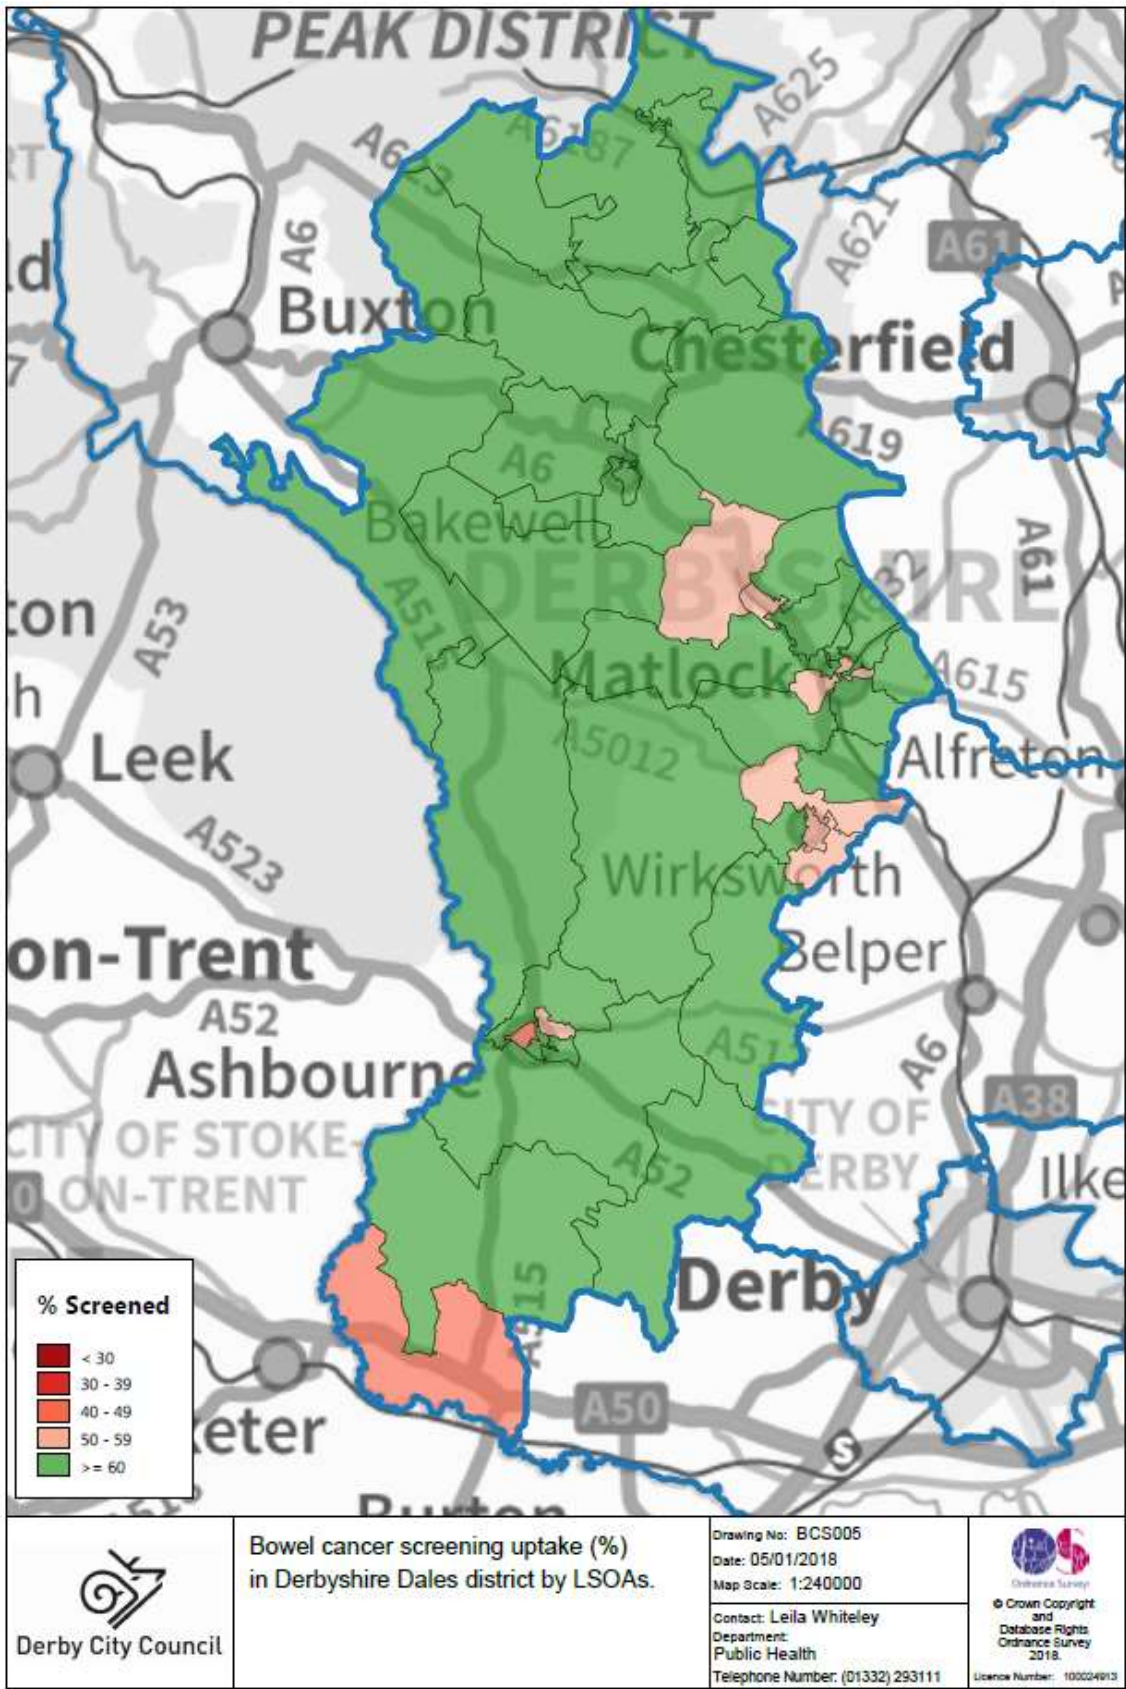 PEAK DISTRICT
A625
A6187
A623
A621
A61
A6
Buxton
Chesterfield
A619
A6
Bakewell
DERBYSHIRE
A61
A632
A515
A53
Matlock
A615
A5012
Alfreton
Leek
A523
Wirksworth
Belper
on-Trent
A52
A6
Ashbourne
A38
CITY OF STOKE-
ON-TRENT
CITY OF
DERBY
A52
Ilke
Derby
A515
A50
S
eter
Burton
% Screened
< 30
30 - 39
40 - 49
50 - 59
>= 60
Derby City Council
Bowel cancer screening uptake (%)
in Derbyshire Dales district by LSOAs.
Drawing No: BCS005
Date: 05/01/2018
Map Scale: 1:240000
Contact: Leila Whiteley
Department:
Public Health
Telephone Number: (01332) 293111
Ordnance Survey
© Crown Copyright
and
Database Rights
Ordnance Survey
2018.
Licence Number: 100024913